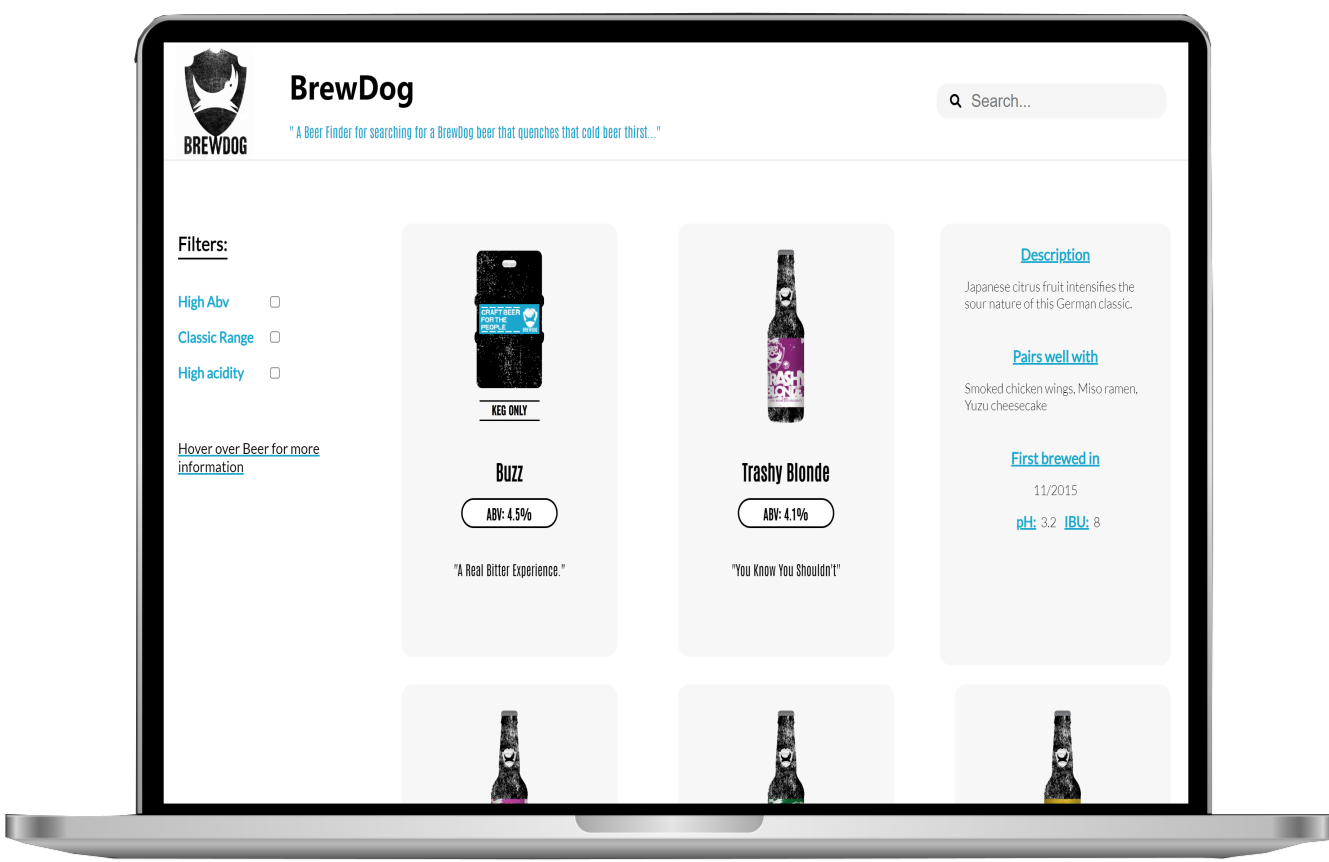 BREWDOG
BrewDog
" A Beer Finder for searching for a BrewDog beer that quenches that cold beer thirst..."
Search...
Filters:
High Abv
Classic Range
High acidity
Hover over Beer for more
information
CRAFT BEER
FOR THE
PEOPLE
BREWDOG
KEG ONLY
Buzz
ABV: 4.5%
"A Real Bitter Experience."
TRASHY
BLONDE
Trashy Blonde
ABV: 4.1%
"You Know You Shouldn't"
Description
Japanese citrus fruit intensifies the
sour nature of this German classic.
Pairs well with
Smoked chicken wings, Miso ramen,
Yuzu cheesecake
First brewed in
11/2015
pH: 3.2 IBU: 8